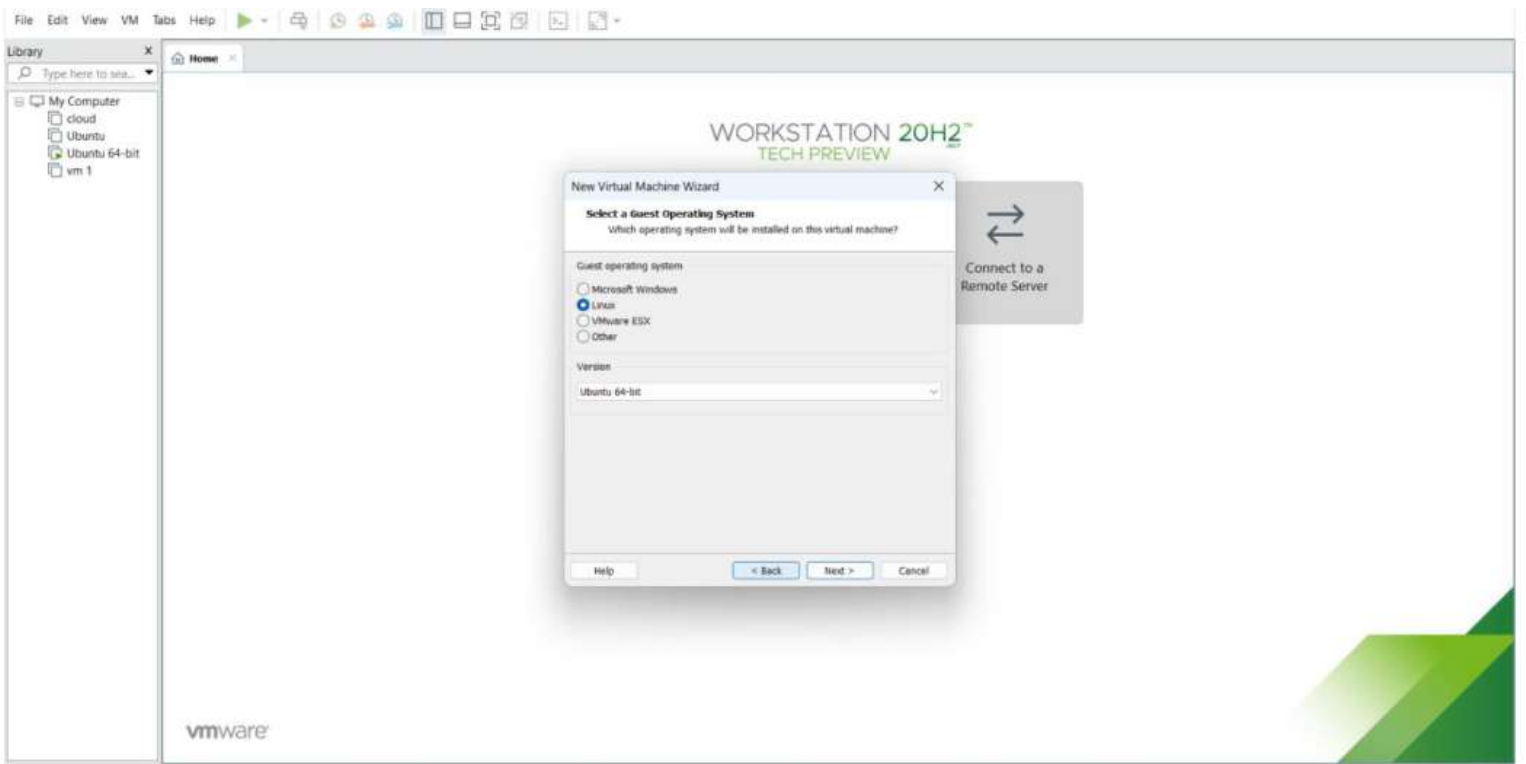 File Edit View VM Tabs Help
Library X
Type here to sea...
My Computer
cloud
Ubuntu
Ubuntu 64-bit
vm 1
Home
WORKSTATION 20H2™
TECH PREVIEW
New Virtual Machine Wizard
Select a Guest Operating System
Which operating system will be installed on this virtual machine?
Guest operating system
Microsoft Windows
Linux
VMware ESX
Other
Version
Ubuntu 64-bit
Help < Back Next > Cancel
Connect to a
Remote Server
vmware